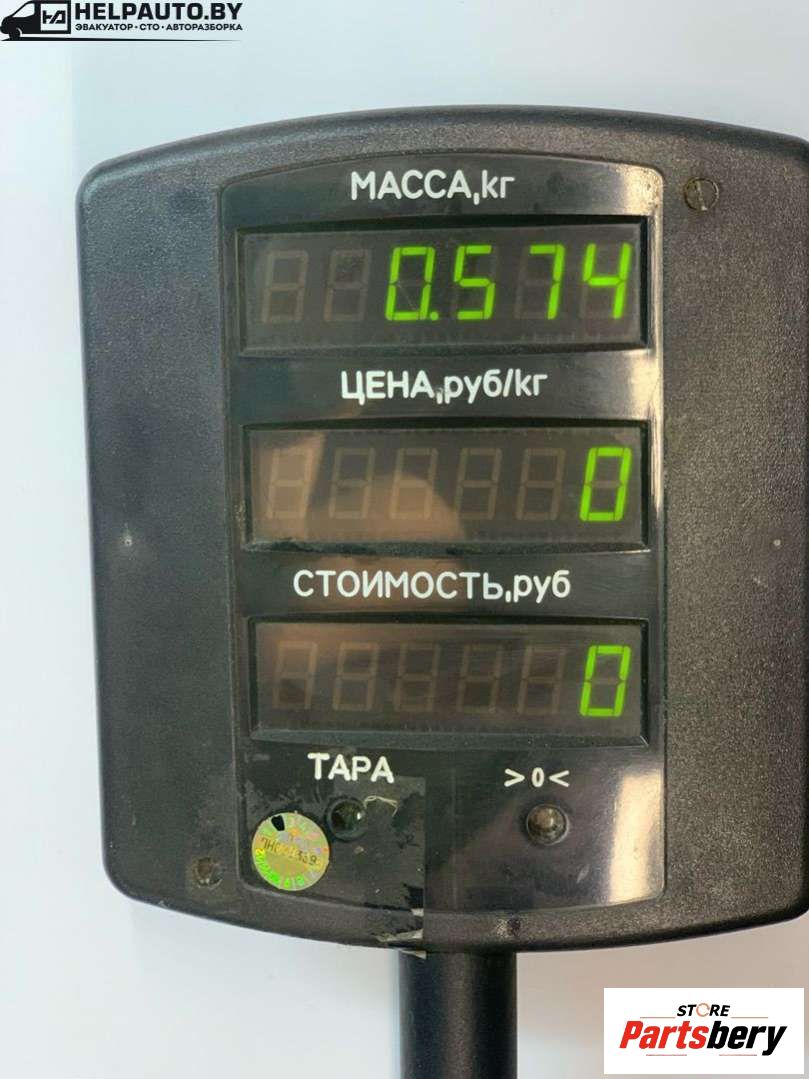 HELPAUTO.BY
ЭВАКУАТОР • СТО • АВТОРАЗБОРКА
МАССА,кг
0.574
ЦЕНА,руб/кг
0
СТОИМОСТЬ,руб
0
ТАРА
>0<
STORE
Partsbery